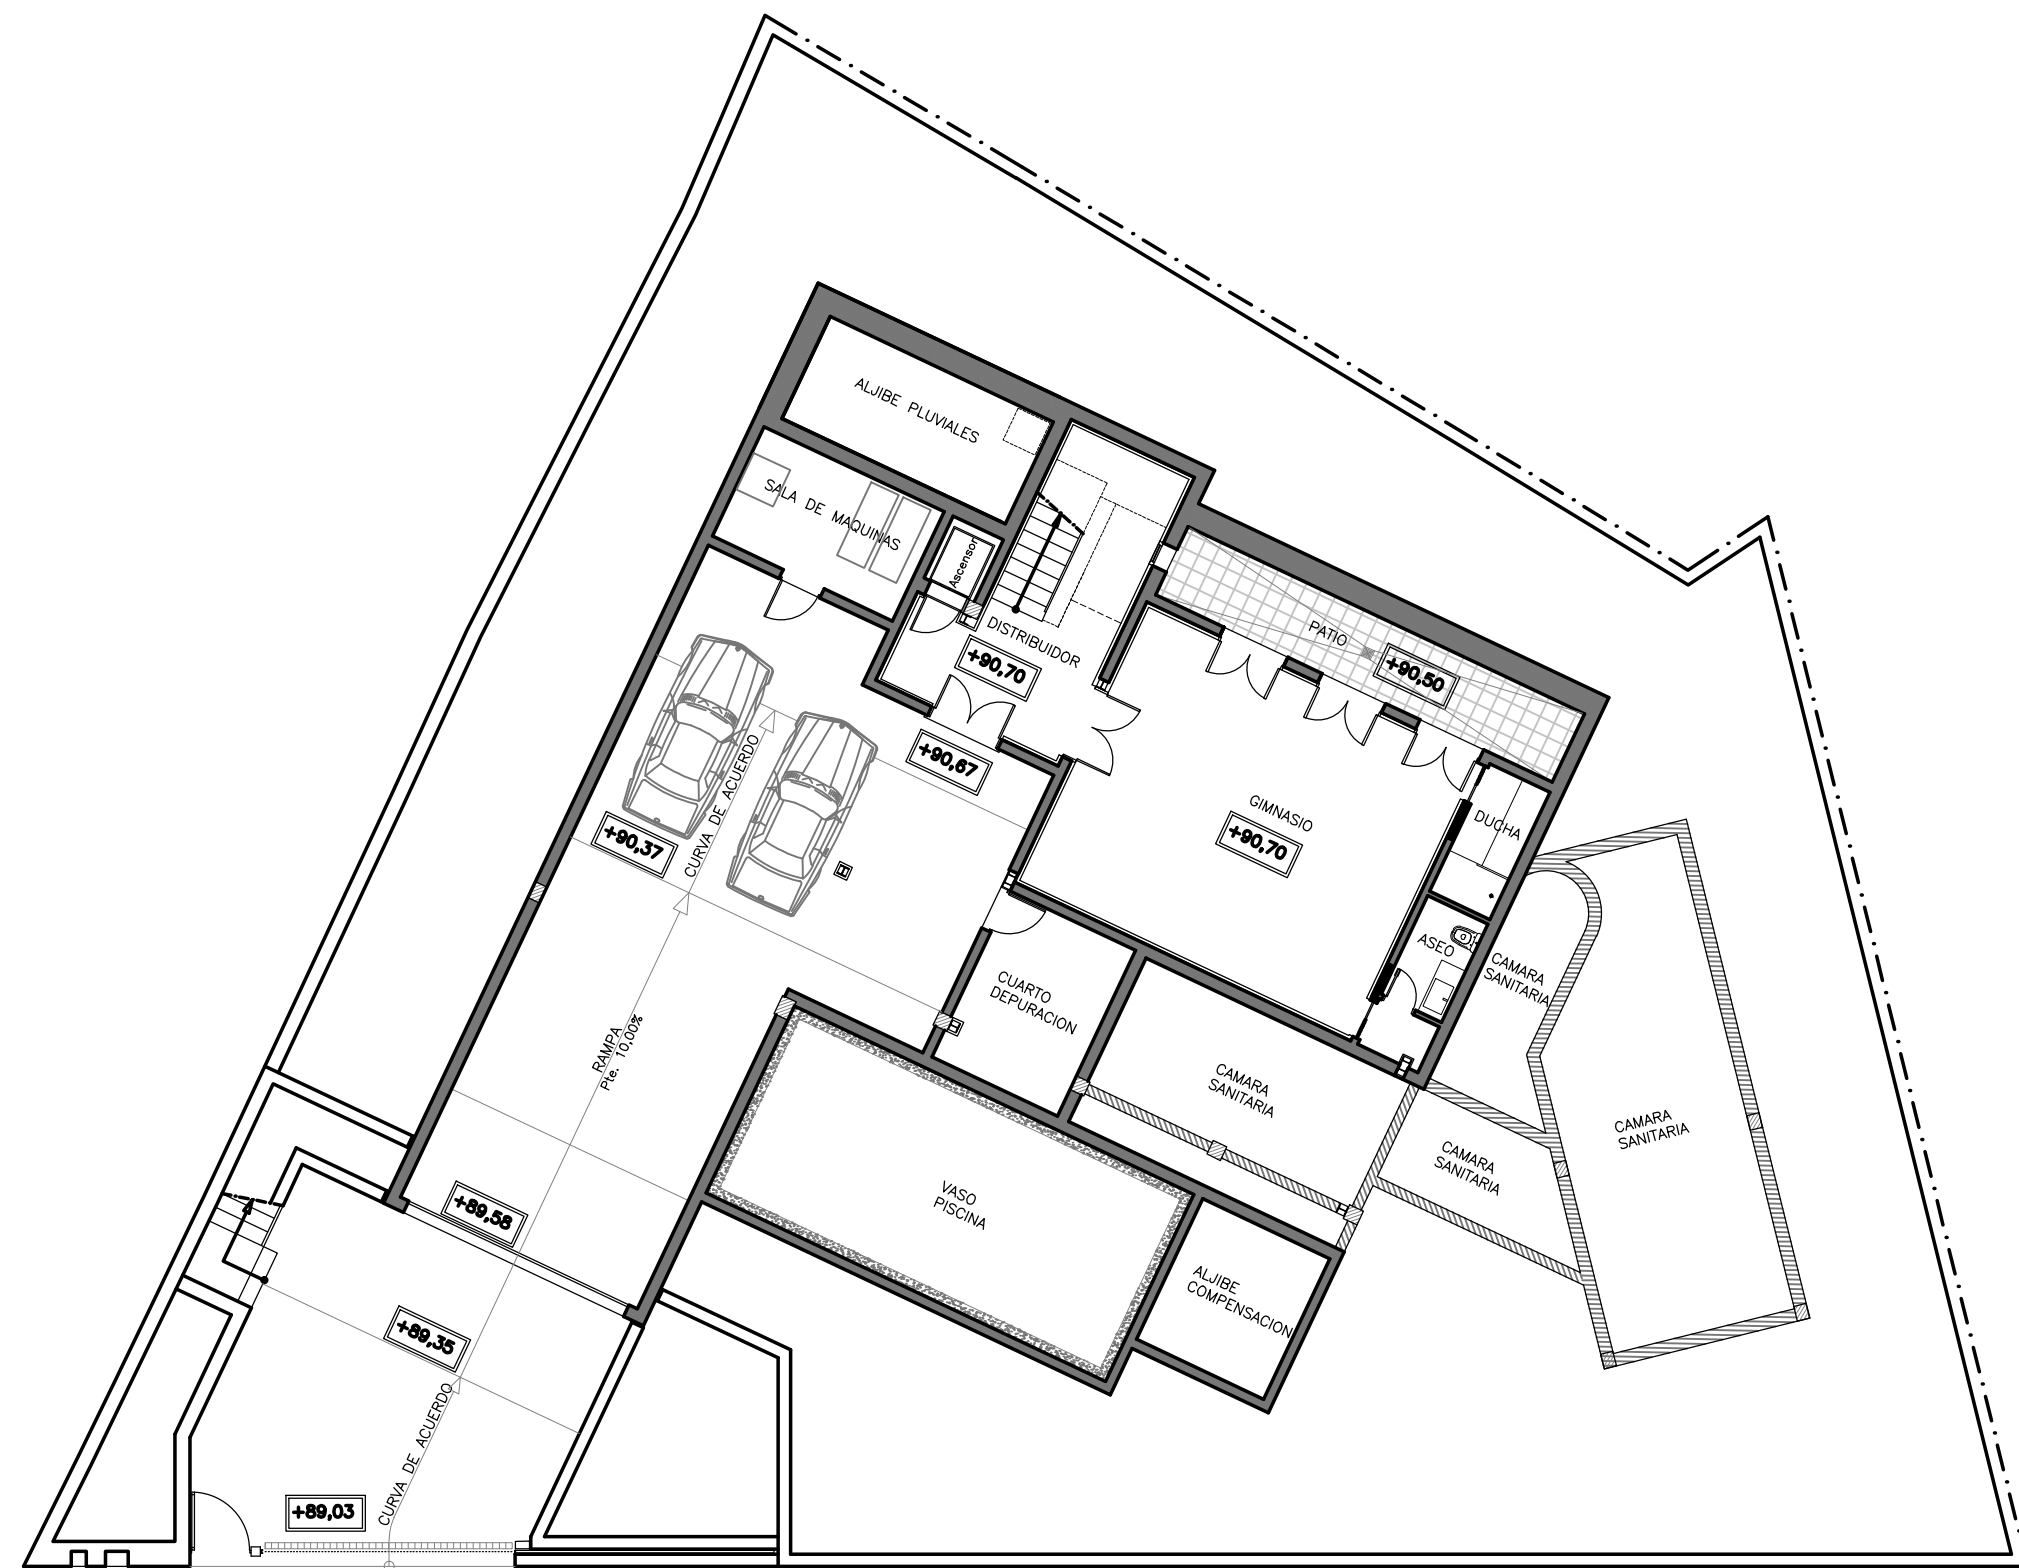 ALJIBE PLUVIALES
SALA DE MAQUINAS
Ascensor
DISTRIBUIDOR
+90,70
PATIO
+90,50
+90,67
CURVA DE ACUERDO
+90,37
GIMNASIO
+90,70
DUCHA
ASEO
CAMARA
SANITARIA
CUARTO
DEPURACION
RAMPA
Pte. 10,00%
CAMARA
SANITARIA
CAMARA
SANITARIA
CAMARA
SANITARIA
VASO
PISCINA
+89,58
ALJIBE
COMPENSACION
+89,35
CURVA DE ACUERDO
+89,03